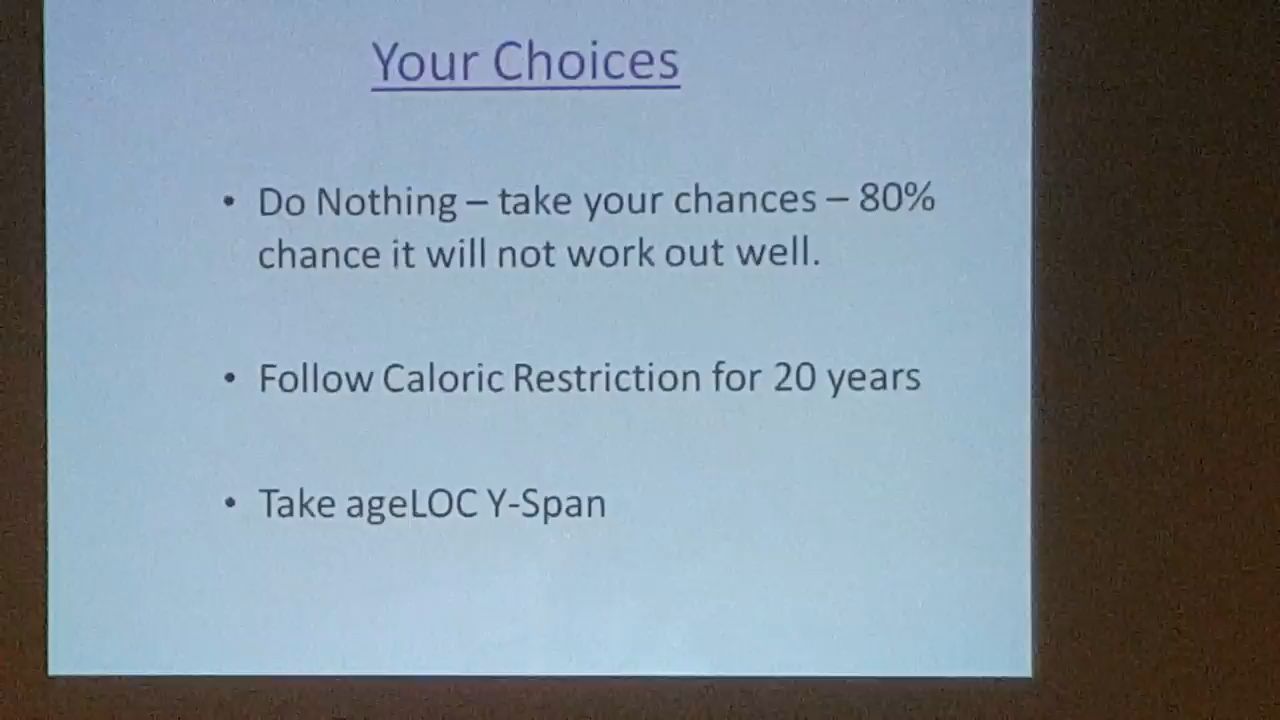 Your Choices
• Do Nothing – take your chances – 80%
chance it will not work out well.
• Follow Caloric Restriction for 20 years
• Take ageLOC Y-Span